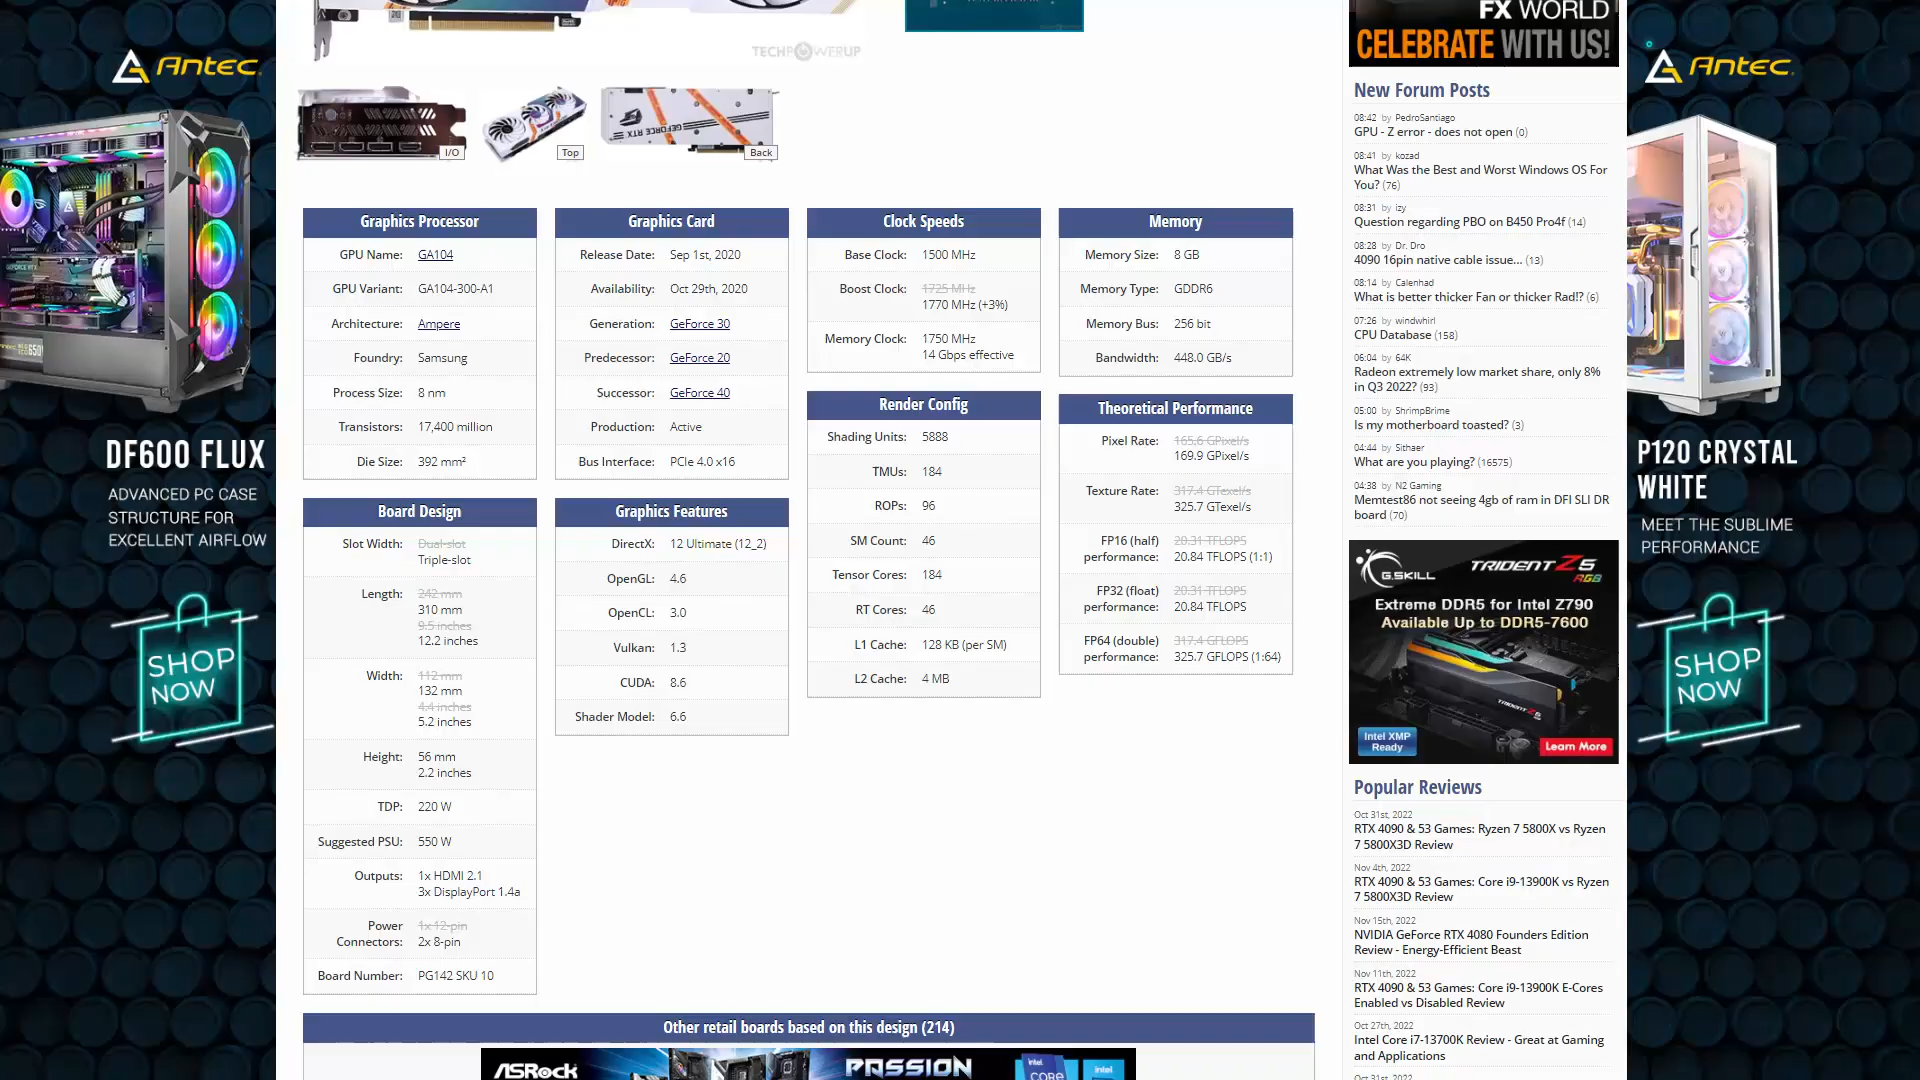 Antec
DF600 FLUX
ADVANCED PC CASE
STRUCTURE FOR
EXCELLENT AIRFLOW
SHOP
NOW
TECHPOWERUP
I/O
Top
Back
GEFORCE RTX
Graphics Processor
GPU Name: GA104
GPU Variant: GA104-300-A1
Architecture: Ampere
Foundry: Samsung
Process Size: 8 nm
Transistors: 17,400 million
Die Size: 392 mm²
Graphics Card
Release Date: Sep 1st, 2020
Availability: Oct 29th, 2020
Generation: GeForce 30
Predecessor: GeForce 20
Successor: GeForce 40
Production: Active
Bus Interface: PCIe 4.0 x16
Clock Speeds
Base Clock: 1500 MHz
Boost Clock: 1725 MHz
1770 MHz (+3%)
Memory Clock: 1750 MHz
14 Gbps effective
Memory
Memory Size: 8 GB
Memory Type: GDDR6
Memory Bus: 256 bit
Bandwidth: 448.0 GB/s
Board Design
Slot Width: Dual-slot
Triple-slot
Length: 242 mm
310 mm
9.5 inches
12.2 inches
Width: 112 mm
132 mm
4.4 inches
5.2 inches
Height: 56 mm
2.2 inches
TDP: 220 W
Suggested PSU: 550 W
Outputs: 1x HDMI 2.1
3x DisplayPort 1.4a
Power Connectors: 1x 12-pin
2x 8-pin
Board Number: PG142 SKU 10
Graphics Features
DirectX: 12 Ultimate (12_2)
OpenGL: 4.6
OpenCL: 3.0
Vulkan: 1.3
CUDA: 8.6
Shader Model: 6.6
Render Config
Shading Units: 5888
TMUs: 184
ROPs: 96
SM Count: 46
Tensor Cores: 184
RT Cores: 46
L1 Cache: 128 KB (per SM)
L2 Cache: 4 MB
Theoretical Performance
Pixel Rate: 165.6 GPixel/s
169.9 GPixel/s
Texture Rate: 317.4 GTexel/s
325.7 GTexel/s
FP16 (half) performance: 20.31 TFLOPS
20.84 TFLOPS (1:1)
FP32 (float) performance: 20.31 TFLOPS
20.84 TFLOPS
FP64 (double) performance: 317.4 GFLOPS
325.7 GFLOPS (1:64)
Other retail boards based on this design (214)
ASRock
PASSION
intel
CORE
intel
FX WORLD
CELEBRATE WITH US!
New Forum Posts
08:42 by PedroSantiago
GPU - Z error - does not open (0)
08:41 by kozad
What Was the Best and Worst Windows OS For
You? (76)
08:31 by izy
Question regarding PBO on B450 Pro4f (14)
08:28 by Dr. Dro
4090 16pin native cable issue... (13)
08:14 by Calenhad
What is better thicker Fan or thicker Rad!? (6)
07:26 by windwhirl
CPU Database (158)
06:04 by 64K
Radeon extremely low market share, only 8%
in Q3 2022? (93)
05:00 by ShrimpBrime
Is my motherboard toasted? (3)
04:44 by Sithaer
What are you playing? (16575)
04:38 by N2 Gaming
Memtest86 not seeing 4gb of ram in DFI SLI DR
board (70)
G.SKILL
TRIDENT Z5
RGB
Extreme DDR5 for Intel Z790
Available Up to DDR5-7600
TRIDENT Z5
Intel XMP
Ready
Learn More
Popular Reviews
Oct 31st, 2022
RTX 4090 & 53 Games: Ryzen 7 5800X vs Ryzen
7 5800X3D Review
Nov 4th, 2022
RTX 4090 & 53 Games: Core i9-13900K vs Ryzen
7 5800X3D Review
Nov 15th, 2022
NVIDIA GeForce RTX 4080 Founders Edition
Review - Energy-Efficient Beast
Nov 11th, 2022
RTX 4090 & 53 Games: Core i9-13900K E-Cores
Enabled vs Disabled Review
Oct 27th, 2022
Intel Core i7-13700K Review - Great at Gaming
and Applications
Oct 31st, 2022
Antec
P120 CRYSTAL
WHITE
MEET THE SUBLIME
PERFORMANCE
SHOP
NOW